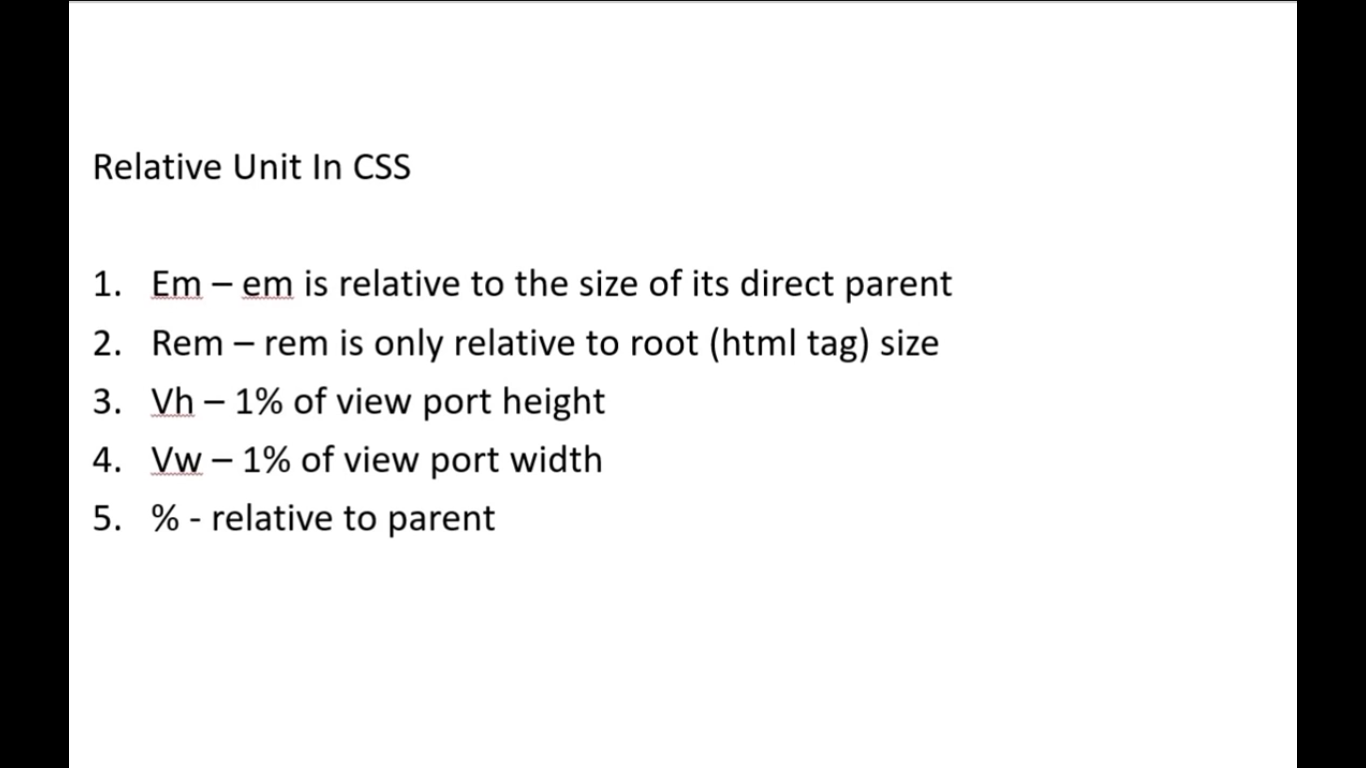 Relative Unit In CSS
1. Em – em is relative to the size of its direct parent
2. Rem – rem is only relative to root (html tag) size
3. Vh – 1% of view port height
4. Vw – 1% of view port width
5. % - relative to parent